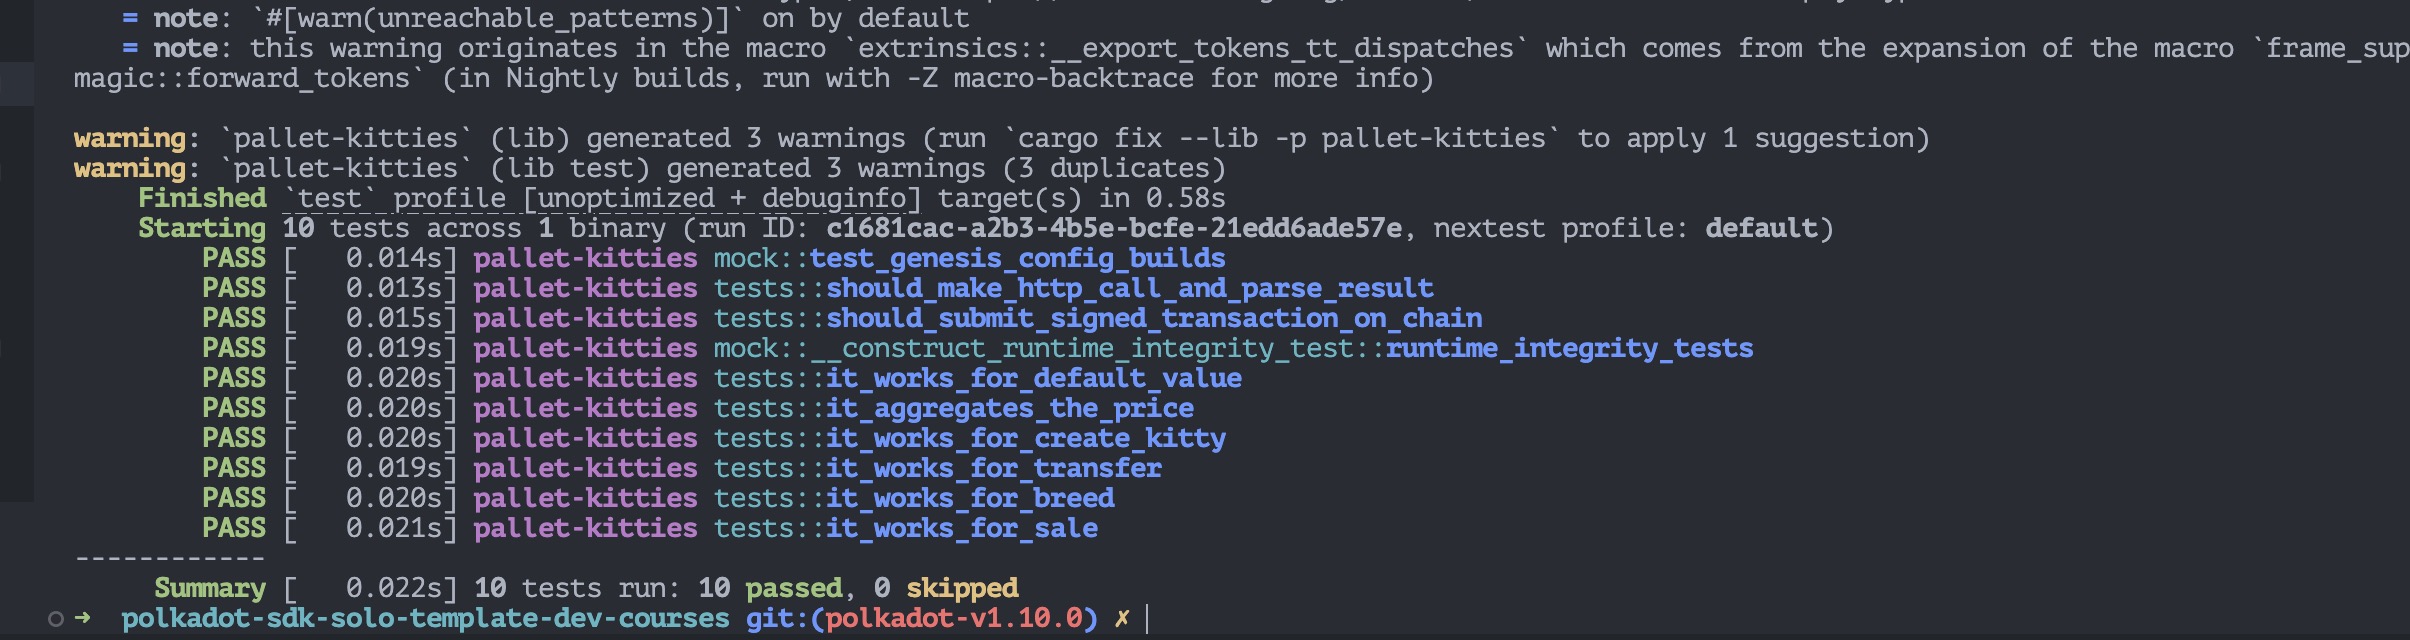 = note: `#[warn(unreachable_patterns)]` on by default
= note: this warning originates in the macro `extrinsics::__export_tokens_tt_dispatches` which comes from the expansion of the macro `frame_sup
magic::forward_tokens` (in Nightly builds, run with -Z macro-backtrace for more info)
warning: `pallet-kitties` (lib) generated 3 warnings (run `cargo fix --lib -p pallet-kitties` to apply 1 suggestion)
warning: `pallet-kitties` (lib test) generated 3 warnings (3 duplicates)
Finished `test` profile [unoptimized + debuginfo] target(s) in 0.58s
Starting 10 tests across 1 binary (run ID: c1681cac-a2b3-4b5e-bcfe-21edd6ade57e, nextest profile: default)
PASS [   0.014s] pallet-kitties mock::test_genesis_config_builds
PASS [   0.013s] pallet-kitties tests::should_make_http_call_and_parse_result
PASS [   0.015s] pallet-kitties tests::should_submit_signed_transaction_on_chain
PASS [   0.019s] pallet-kitties mock::__construct_runtime_integrity_test::runtime_integrity_tests
PASS [   0.020s] pallet-kitties tests::it_works_for_default_value
PASS [   0.020s] pallet-kitties tests::it_aggregates_the_price
PASS [   0.020s] pallet-kitties tests::it_works_for_create_kitty
PASS [   0.019s] pallet-kitties tests::it_works_for_transfer
PASS [   0.020s] pallet-kitties tests::it_works_for_breed
PASS [   0.021s] pallet-kitties tests::it_works_for_sale
------------
Summary [   0.022s] 10 tests run: 10 passed, 0 skipped
➜  polkadot-sdk-solo-template-dev-courses git:(polkadot-v1.10.0) ✗